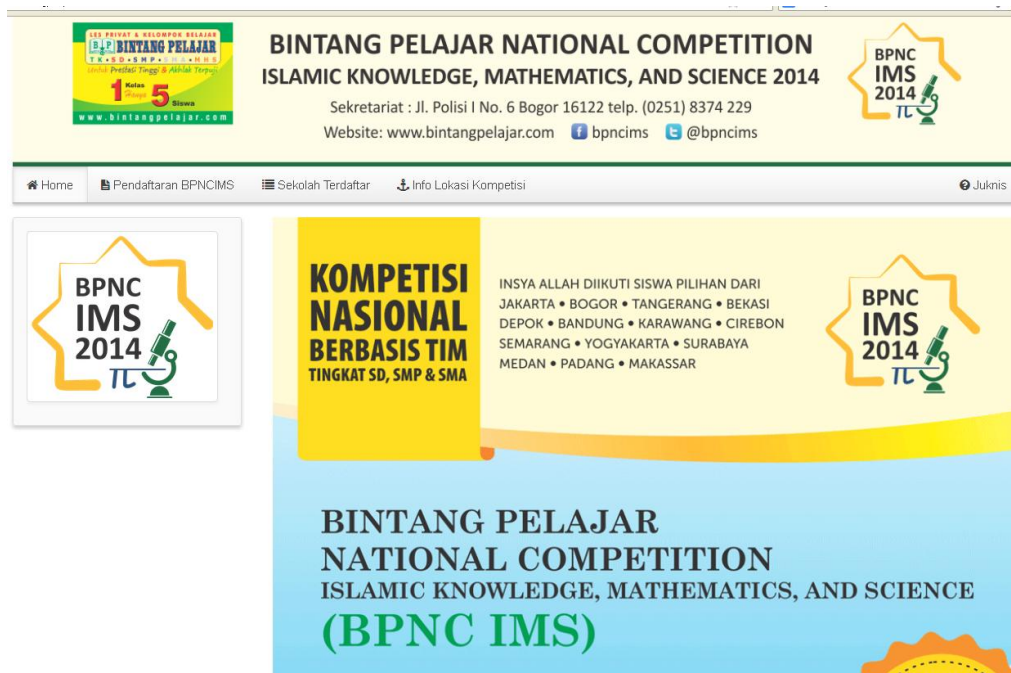 LES PRIVAT & KELOMPOK BELAJAR
BP BINTANG PELAJAR
TK • SD • SMP • SMA • MHS
Untuk Prestasi Tinggi & Akhlak Terpuji
1 Kelas Hanya 5 Siswa
www.bintangpelajar.com
BINTANG PELAJAR NATIONAL COMPETITION
ISLAMIC KNOWLEDGE, MATHEMATICS, AND SCIENCE 2014
Sekretariat : Jl. Polisi I No. 6 Bogor 16122 telp. (0251) 8374 229
Website: www.bintangpelajar.com f bpncims t @bpncims
BPNC
IMS
2014
π
Home Pendaftaran BPNCIMS Sekolah Terdaftar Info Lokasi Kompetisi Juknis
BPNC
IMS
2014
π
KOMPETISI
NASIONAL
BERBASIS TIM
TINGKAT SD, SMP & SMA
INSYA ALLAH DIIKUTI SISWA PILIHAN DARI
JAKARTA • BOGOR • TANGERANG • BEKASI
DEPOK • BANDUNG • KARAWANG • CIREBON
SEMARANG • YOGYAKARTA • SURABAYA
MEDAN • PADANG • MAKASSAR
BPNC
IMS
2014
π
BINTANG PELAJAR
NATIONAL COMPETITION
ISLAMIC KNOWLEDGE, MATHEMATICS, AND SCIENCE
(BPNC IMS)